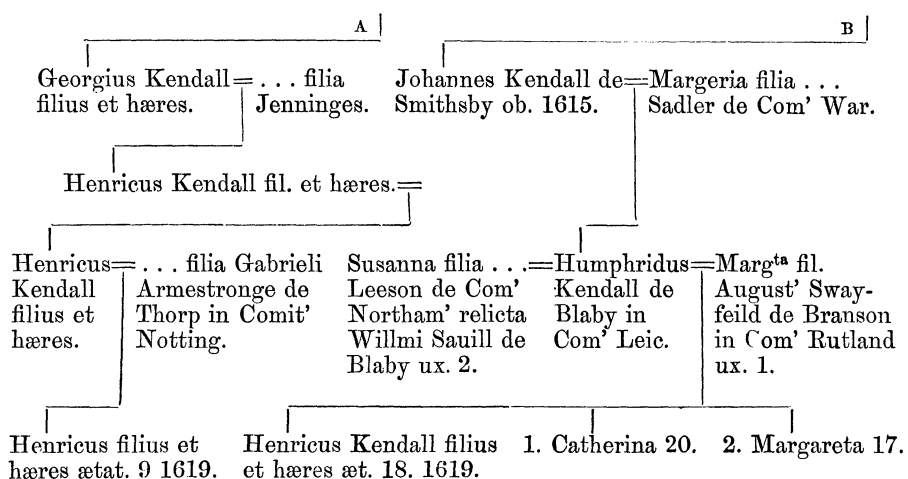 A
B
Georgius Kendall = . . . filia
filius et hæres. Jenninges.
Johannes Kendall de = Margeria filia . . .
Smithsby ob. 1615. Sadler de Com' War.
Henricus Kendall fil. et hæres. =
Henricus = . . . filia Gabrieli
Kendall Armestronge de
filius et Thorp in Comit'
hæres. Notting.
Susanna filia . . . = Humphridus = Marg^ta fil.
Leeson de Com' Kendall de August' Sway-
Northam' relicta Blaby in feild de Branson
Willmi Sauill de Com' Leic. in Com' Rutland
Blaby ux. 2. ux. 1.
Henricus filius et
hæres ætat. 9 1619.
Henricus Kendall filius
et hæres æt. 18. 1619.
1. Catherina 20.
2. Margareta 17.